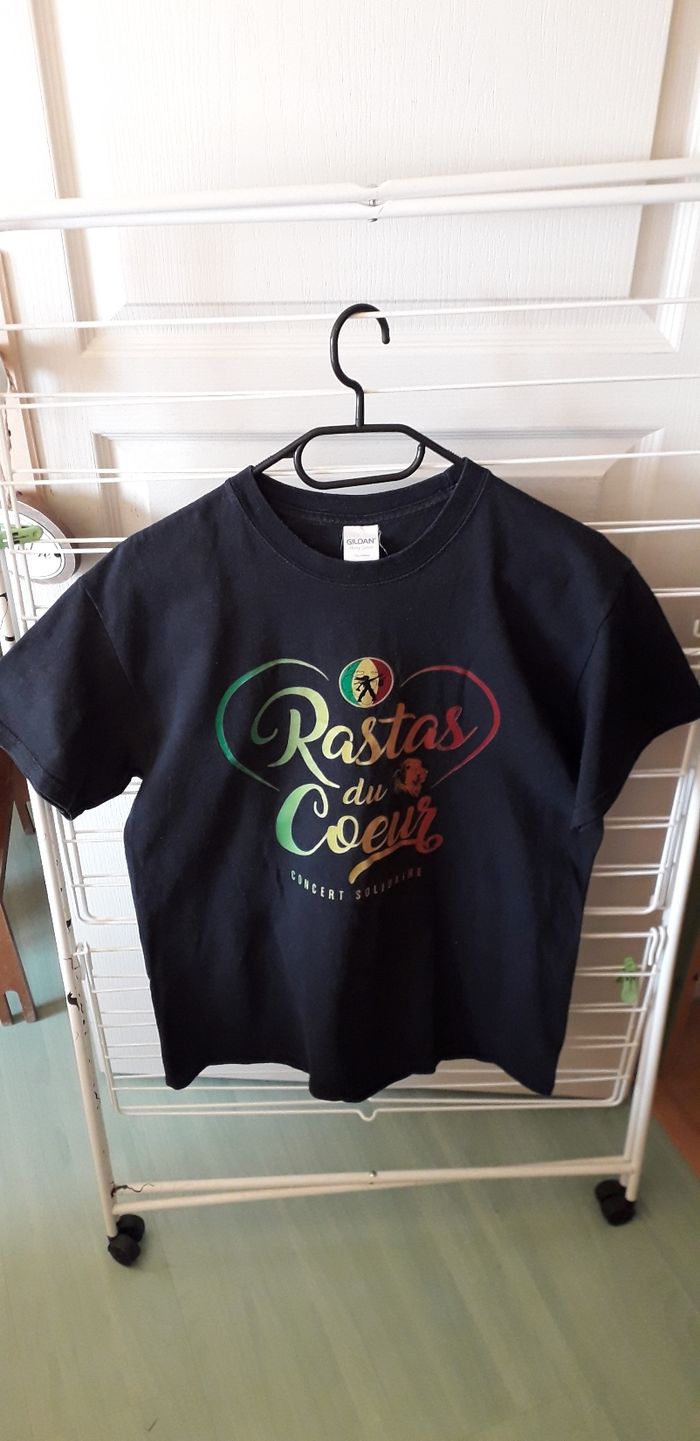 GILDAN
Rastas
du
Coeur
CONCERT SOLIDAIRE